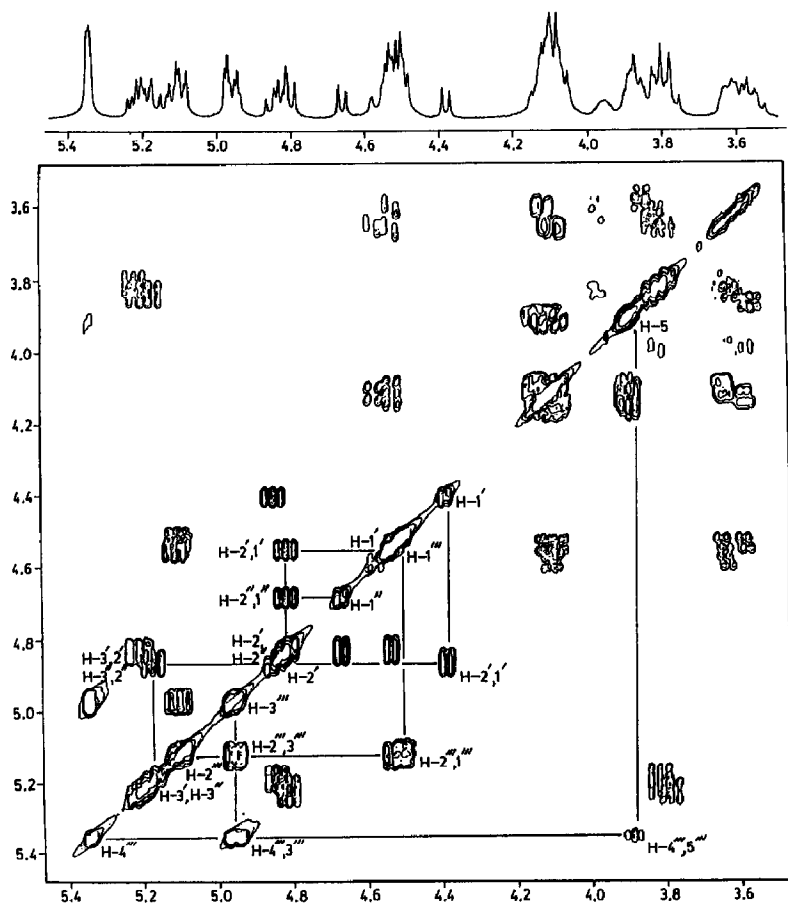 5.4 5.2 5.0 4.8 4.6 4.4 4.2 4.0 3.8 3.6
3.6
3.8
H-5
4.0
4.2
4.4
H-1′
H-1′
H-2′,1′
H-1‴
4.6
H-2″,1″
H-1″
4.8
H-2′,
H-2″
H-3′,2′
H-3″,2″
H-2′
H-2′,1′
H-3‴
5.0
H-2‴,3‴
H-2‴
H-2‴,1‴
5.2
H-3′,H-3″
5.4
H-4‴
H-4‴,3‴
H-4‴,5‴
5.4 5.2 5.0 4.8 4.6 4.4 4.2 4.0 3.8 3.6